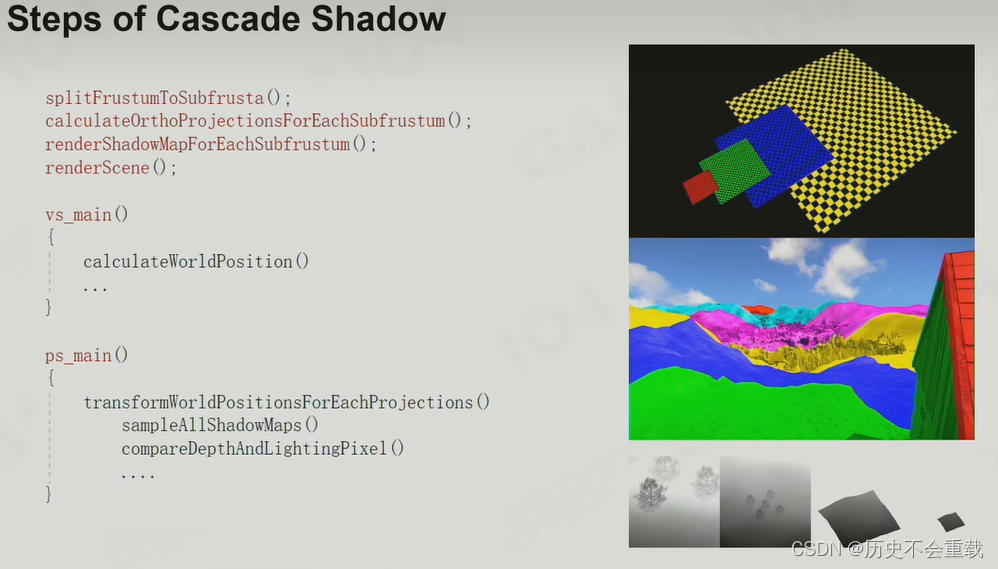 Steps of Cascade Shadow
splitFrustumToSubfrusta();
calculateOrthoProjectionsForEachSubfrustum();
renderShadowMapForEachSubfrustum();
renderScene();
vs_main()
{
calculateWorldPosition()
...
}
ps_main()
{
transformWorldPositionsForEachProjections()
sampleAllShadowMaps()
compareDepthAndLightingPixel()
....
}
CSDN @历史不会重载